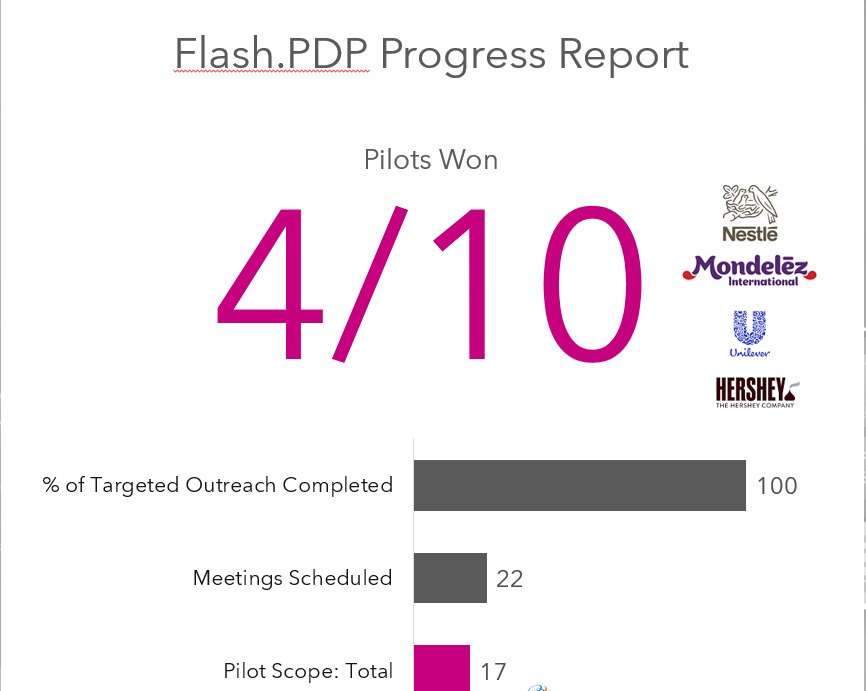 Flash.PDP Progress Report
Pilots Won
4/10
Nestlé
Mondelēz
International
Unilever
HERSHEY
THE HERSHEY COMPANY
% of Targeted Outreach Completed
100
Meetings Scheduled
22
Pilot Scope: Total
17